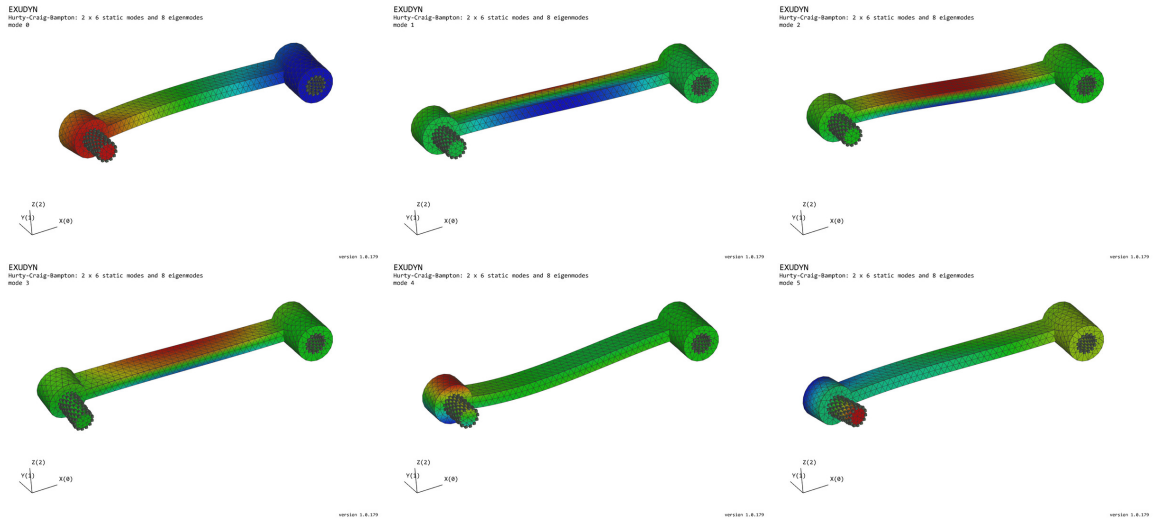 EXUDYN
Hurty-Craig-Bampton: 2 x 6 static modes and 8 eigenmodes
mode 0
Z(2)
Y(1)
X(0)
version 1.0.179
EXUDYN
Hurty-Craig-Bampton: 2 x 6 static modes and 8 eigenmodes
mode 1
Z(2)
Y(1)
X(0)
version 1.0.179
EXUDYN
Hurty-Craig-Bampton: 2 x 6 static modes and 8 eigenmodes
mode 2
Z(2)
Y(1)
X(0)
version 1.0.179
EXUDYN
Hurty-Craig-Bampton: 2 x 6 static modes and 8 eigenmodes
mode 3
Z(2)
Y(1)
X(0)
version 1.0.179
EXUDYN
Hurty-Craig-Bampton: 2 x 6 static modes and 8 eigenmodes
mode 4
Z(2)
Y(1)
X(0)
version 1.0.179
EXUDYN
Hurty-Craig-Bampton: 2 x 6 static modes and 8 eigenmodes
mode 5
Z(2)
Y(1)
X(0)
version 1.0.179